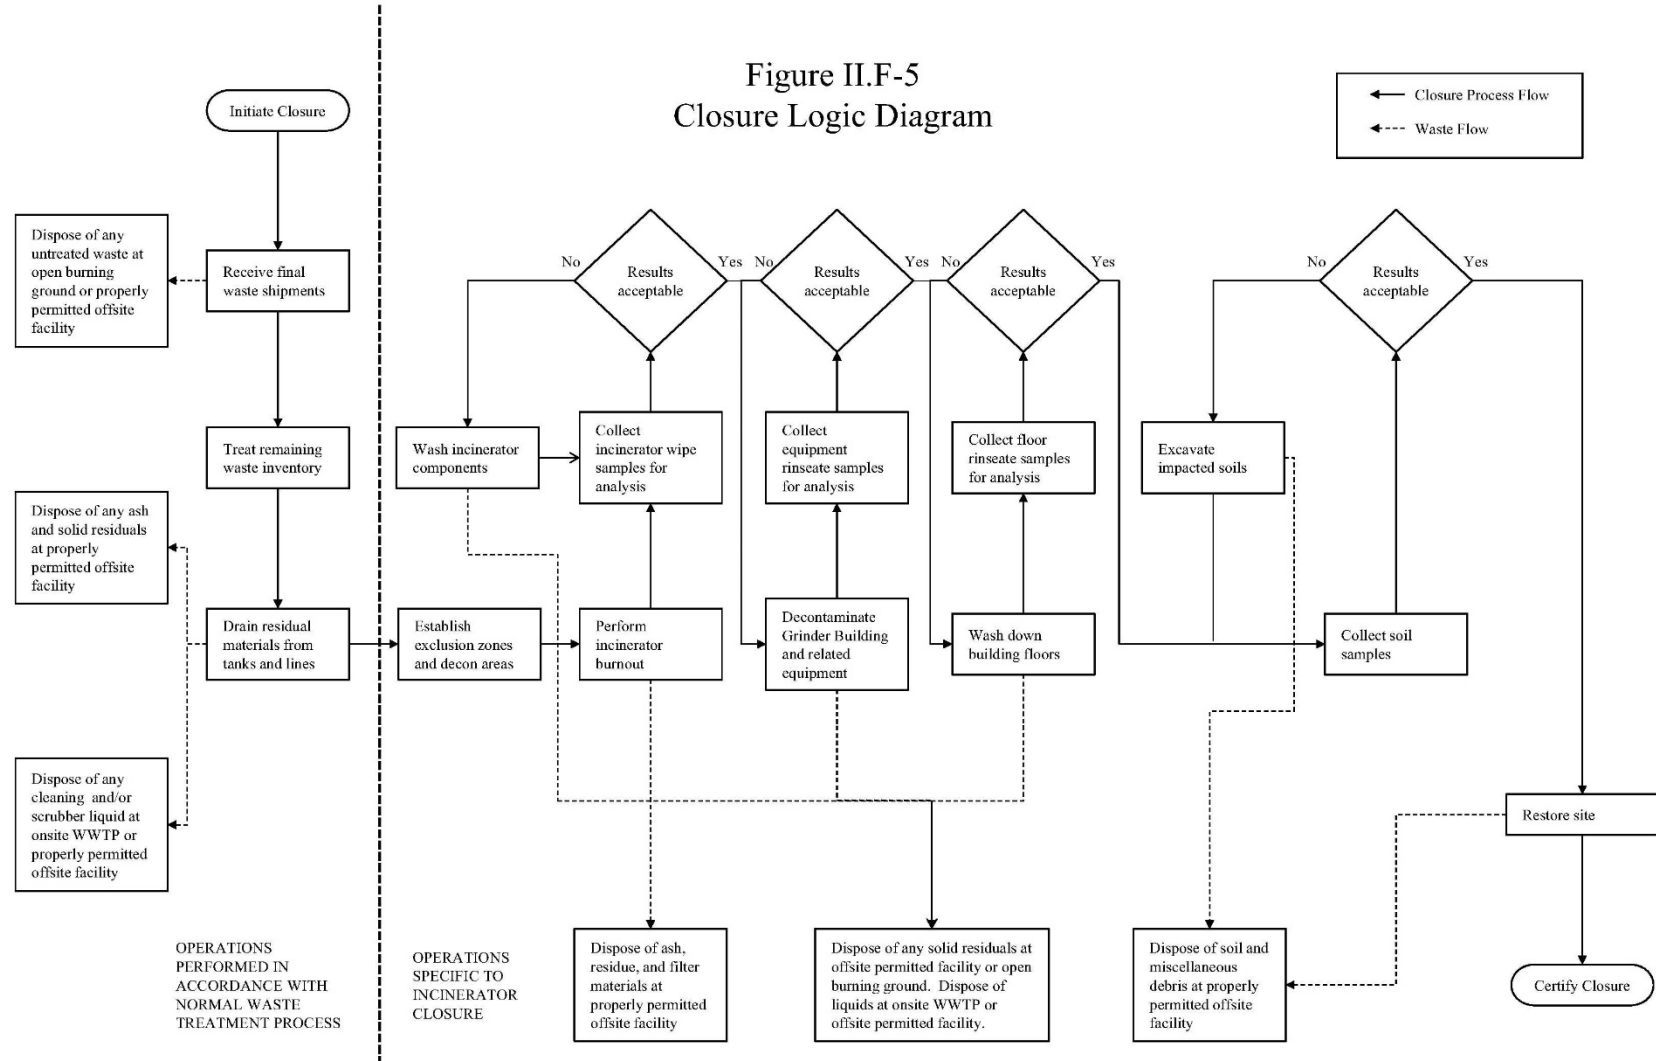 Figure II.F-5
Closure Logic Diagram
Closure Process Flow
Waste Flow
Initiate Closure
Dispose of any
untreated waste at
open burning
ground or properly
permitted offsite
facility
Receive final
waste shipments
Treat remaining
waste inventory
Dispose of any ash
and solid residuals
at properly
permitted offsite
facility
Drain residual
materials from
tanks and lines
Dispose of any
cleaning and/or
scrubber liquid at
onsite WWTP or
properly permitted
offsite facility
OPERATIONS
PERFORMED IN
ACCORDANCE WITH
NORMAL WASTE
TREATMENT PROCESS
OPERATIONS
SPECIFIC TO
INCINERATOR
CLOSURE
Establish
exclusion zones
and decon areas
Perform
incinerator
burnout
Wash incinerator
components
Collect
incinerator wipe
samples for
analysis
No
Results
acceptable
Yes
Decontaminate
Grinder Building
and related
equipment
Collect
equipment
rinseate samples
for analysis
No
Results
acceptable
Yes
Wash down
building floors
Collect floor
rinseate samples
for analysis
No
Results
acceptable
Yes
Collect soil
samples
Excavate
impacted soils
No
Results
acceptable
Yes
Restore site
Certify Closure
Dispose of ash,
residue, and filter
materials at
properly permitted
offsite facility
Dispose of any solid residuals at
offsite permitted facility or open
burning ground. Dispose of
liquids at onsite WWTP or
offsite permitted facility.
Dispose of soil and
miscellaneous
debris at properly
permitted offsite
facility